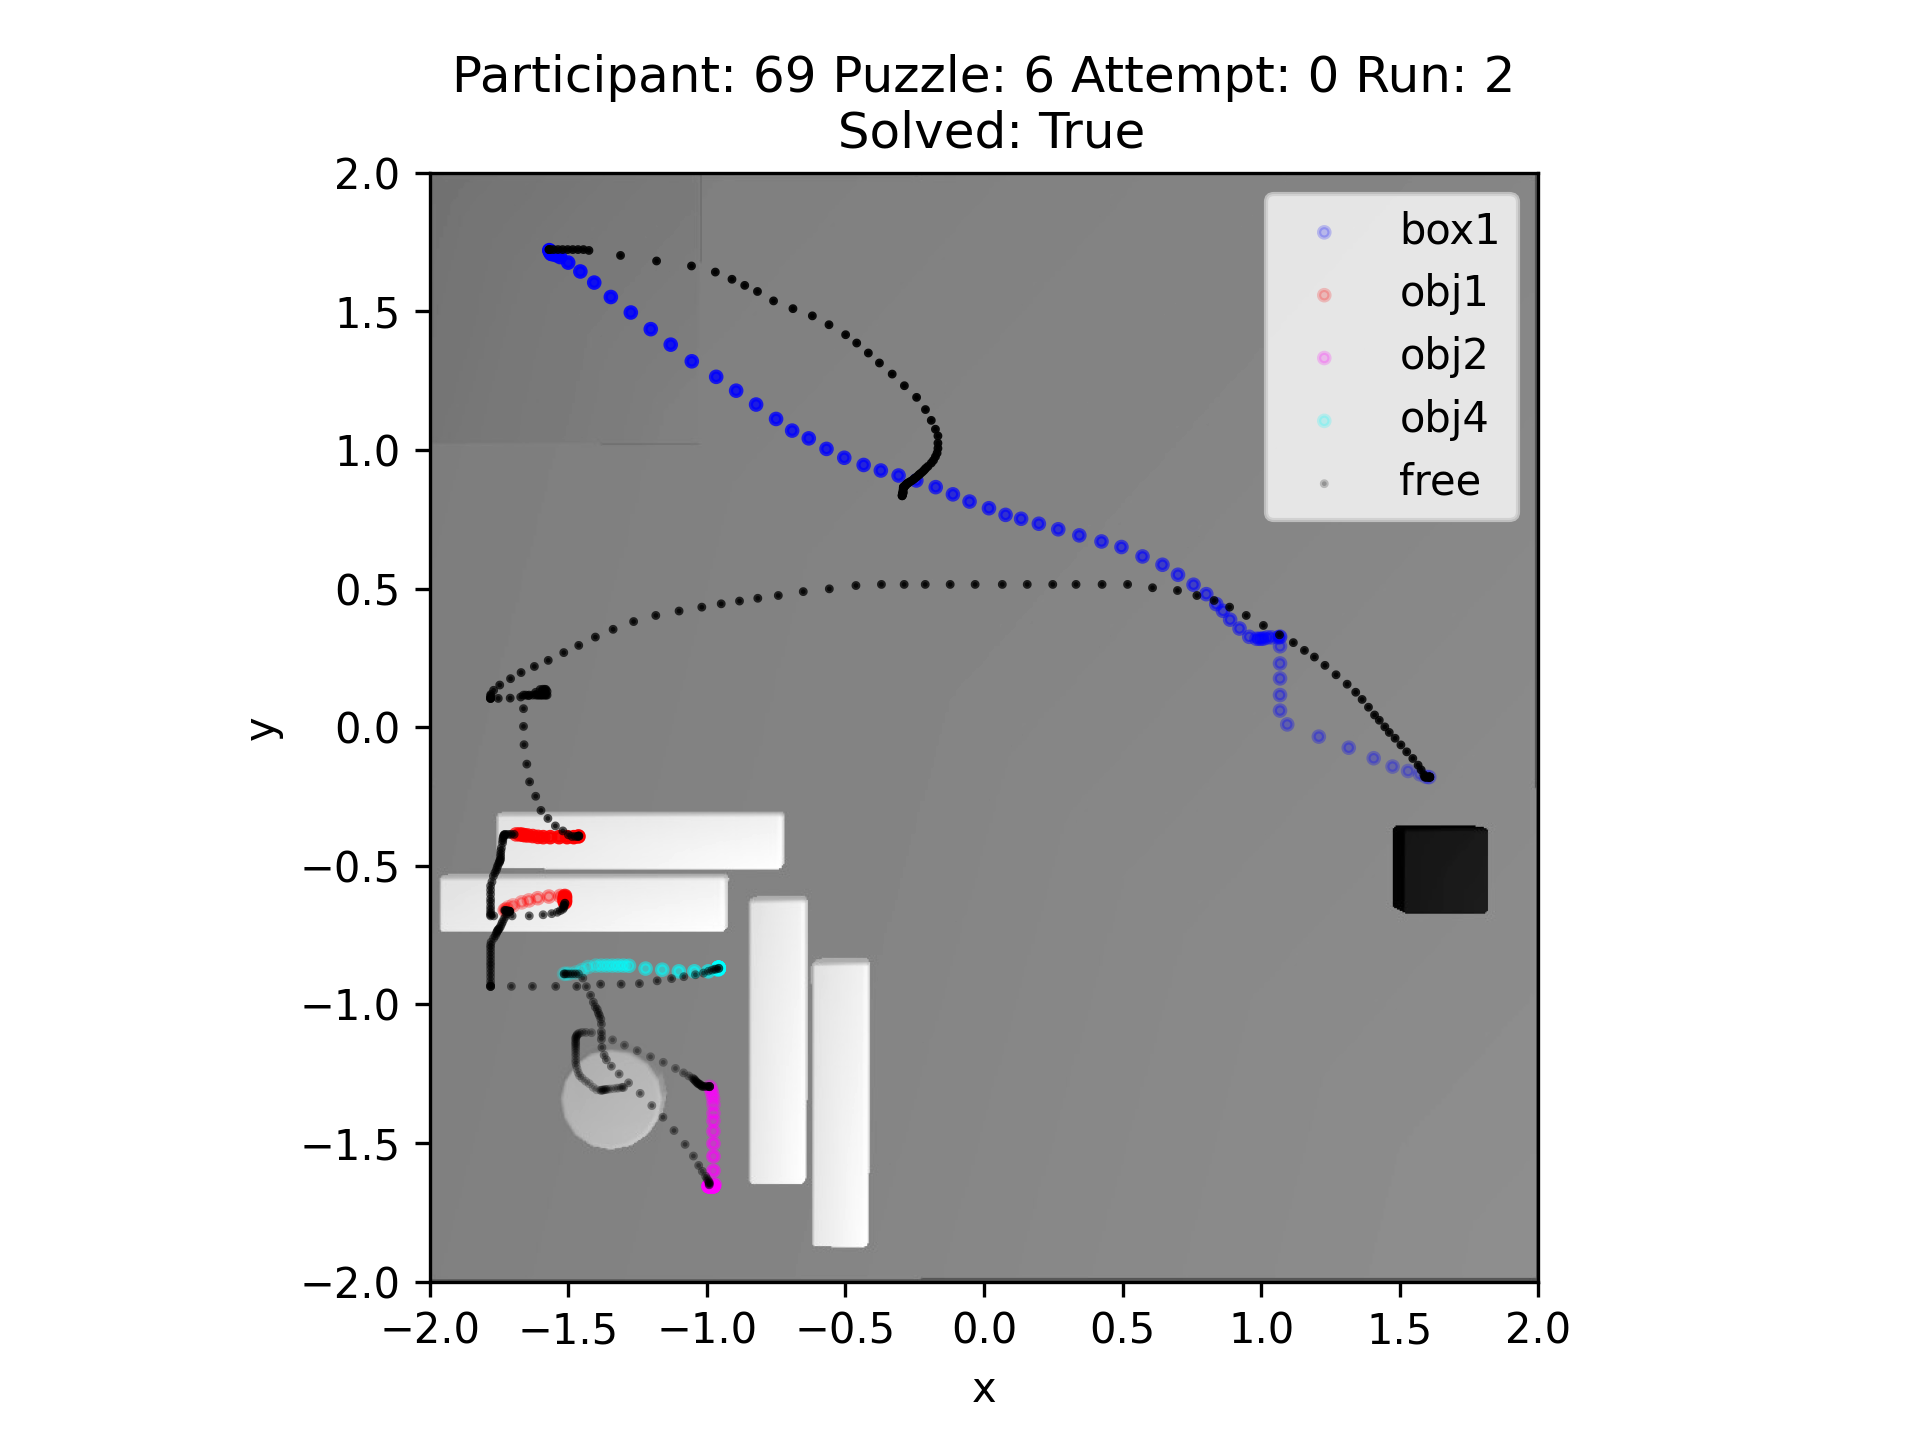 Participant: 69 Puzzle: 6 Attempt: 0 Run: 2
Solved: True
2.0
1.5
1.0
0.5
0.0
−0.5
−1.0
−1.5
−2.0
y
box1
obj1
obj2
obj4
free
−2.0 −1.5 −1.0 −0.5 0.0 0.5 1.0 1.5 2.0
x